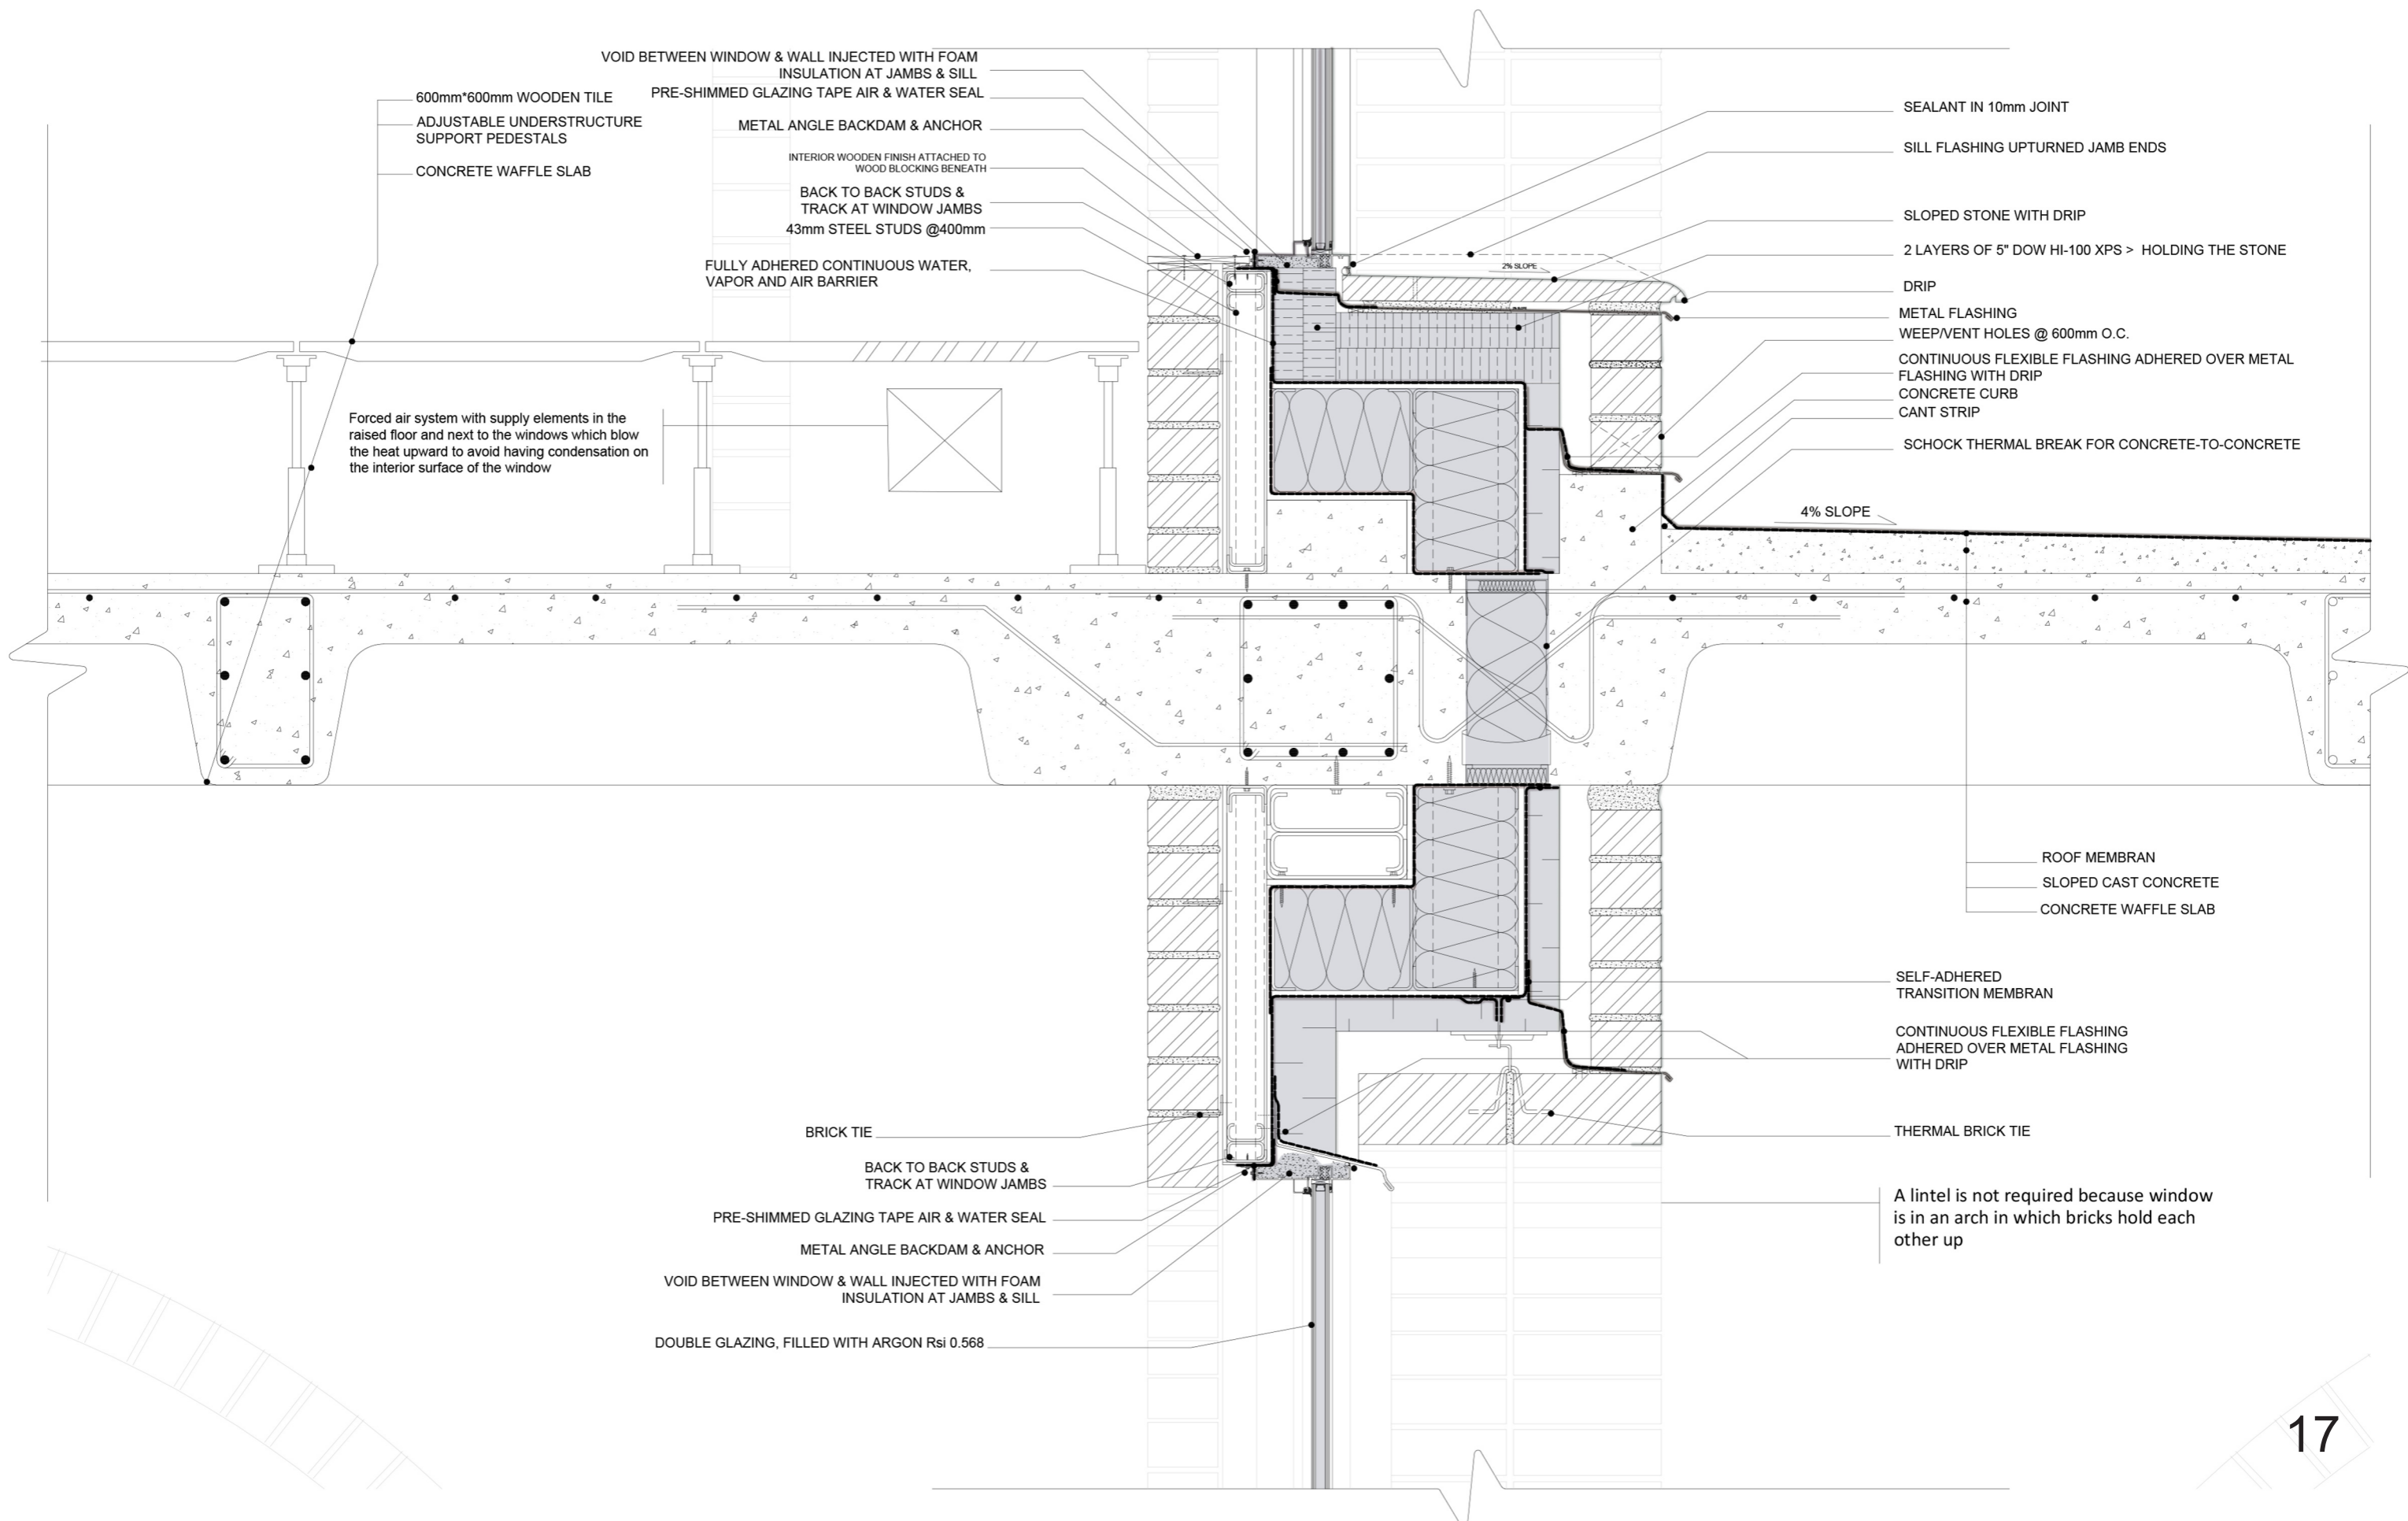 600mm*600mm WOODEN TILE
ADJUSTABLE UNDERSTRUCTURE
SUPPORT PEDESTALS
CONCRETE WAFFLE SLAB
VOID BETWEEN WINDOW & WALL INJECTED WITH FOAM
INSULATION AT JAMBS & SILL
PRE-SHIMMED GLAZING TAPE AIR & WATER SEAL
METAL ANGLE BACKDAM & ANCHOR
INTERIOR WOODEN FINISH ATTACHED TO
WOOD BLOCKING BENEATH
BACK TO BACK STUDS &
TRACK AT WINDOW JAMBS
43mm STEEL STUDS @400mm
FULLY ADHERED CONTINUOUS WATER,
VAPOR AND AIR BARRIER
Forced air system with supply elements in the
raised floor and next to the windows which blow
the heat upward to avoid having condensation on
the interior surface of the window
2% SLOPE
SEALANT IN 10mm JOINT
SILL FLASHING UPTURNED JAMB ENDS
SLOPED STONE WITH DRIP
2 LAYERS OF 5" DOW HI-100 XPS > HOLDING THE STONE
DRIP
METAL FLASHING
WEEP/VENT HOLES @ 600mm O.C.
CONTINUOUS FLEXIBLE FLASHING ADHERED OVER METAL
FLASHING WITH DRIP
CONCRETE CURB
CANT STRIP
SCHOCK THERMAL BREAK FOR CONCRETE-TO-CONCRETE
4% SLOPE
ROOF MEMBRAN
SLOPED CAST CONCRETE
CONCRETE WAFFLE SLAB
SELF-ADHERED
TRANSITION MEMBRAN
CONTINUOUS FLEXIBLE FLASHING
ADHERED OVER METAL FLASHING
WITH DRIP
THERMAL BRICK TIE
A lintel is not required because window
is in an arch in which bricks hold each
other up
BRICK TIE
BACK TO BACK STUDS &
TRACK AT WINDOW JAMBS
PRE-SHIMMED GLAZING TAPE AIR & WATER SEAL
METAL ANGLE BACKDAM & ANCHOR
VOID BETWEEN WINDOW & WALL INJECTED WITH FOAM
INSULATION AT JAMBS & SILL
DOUBLE GLAZING, FILLED WITH ARGON Rsi 0.568
17